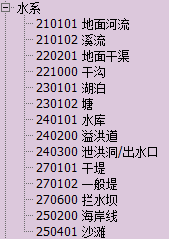 水系
210101 地面河流
210102 溪流
220201 地面干渠
221000 干沟
230101 湖泊
230102 塘
240101 水库
240200 溢洪道
240300 泄洪洞/出水口
270101 干堤
270102 一般堤
270600 拦水坝
250200 海岸线
250401 沙滩